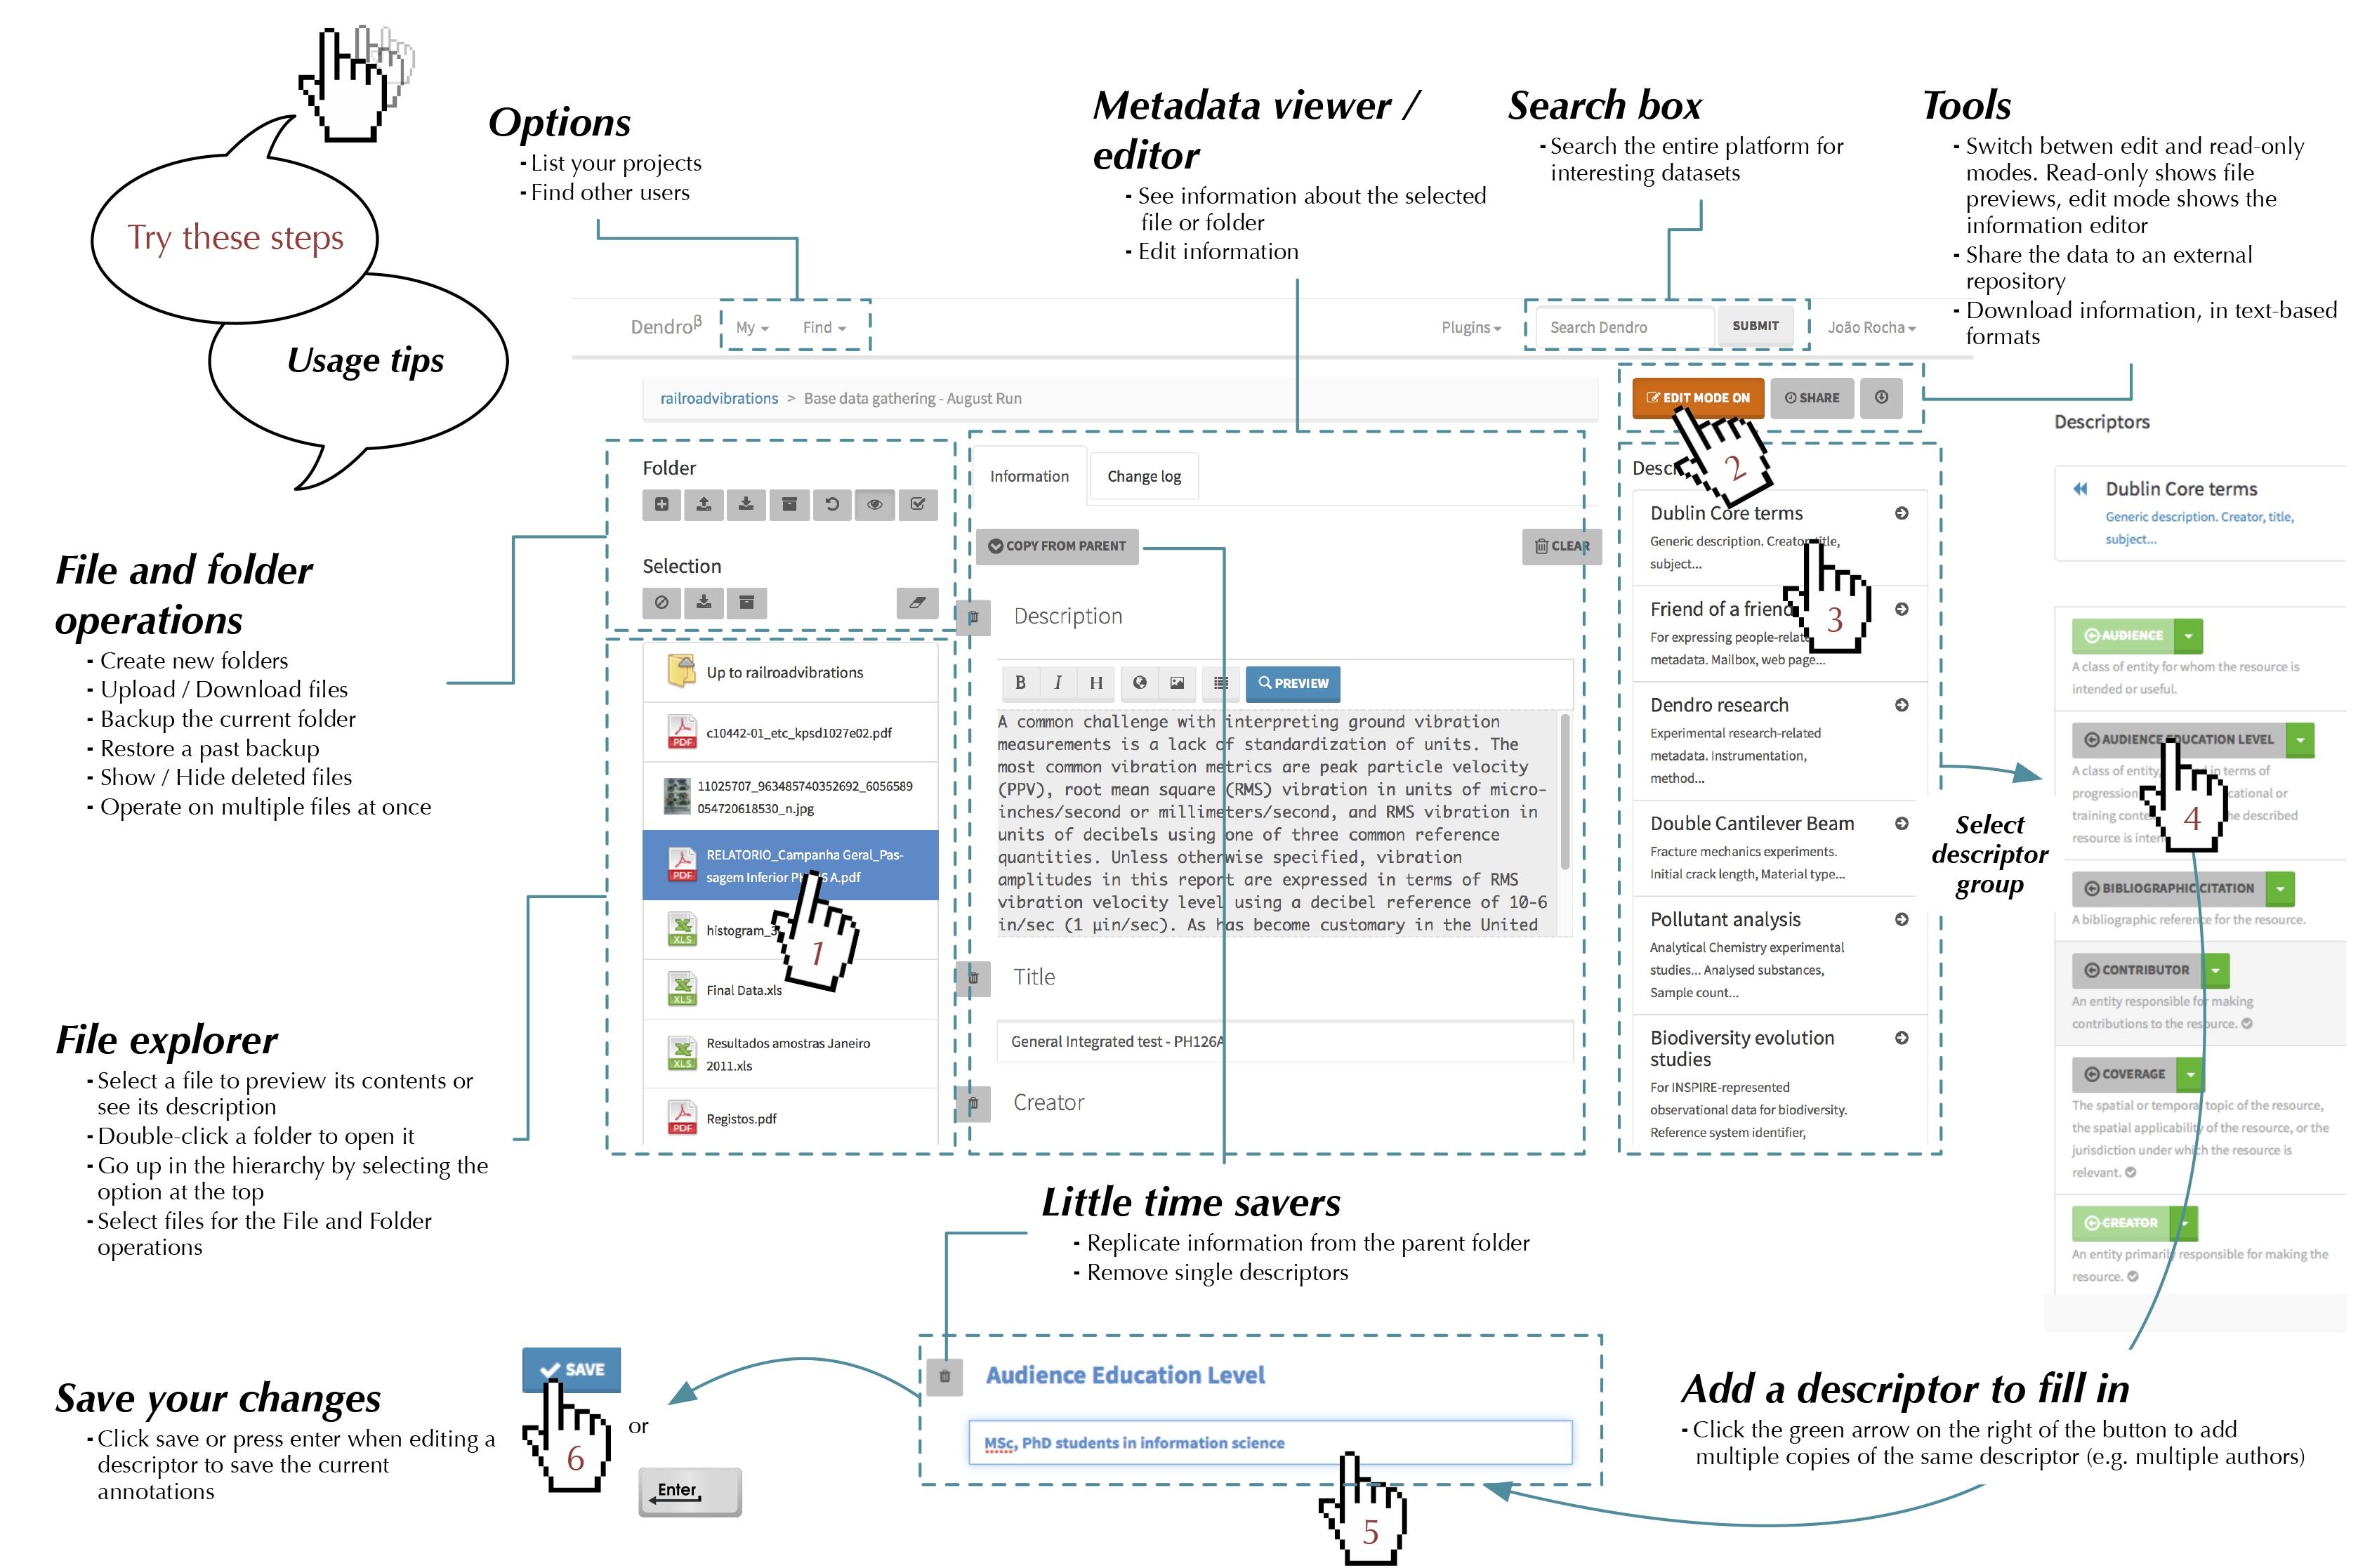 Try these steps
Usage tips
Options
- List your projects
- Find other users
Metadata viewer /
editor
- See information about the selected
file or folder
- Edit information
Search box
- Search the entire platform for
interesting datasets
Tools
- Switch betwen edit and read-only
modes. Read-only shows file
previews, edit mode shows the
information editor
- Share the data to an external
repository
- Download information, in text-based
formats
Dendroβ
My
Find
Plugins
Search Dendro
SUBMIT
João Rocha
railroadvibrations > Base data gathering - August Run
EDIT MODE ON
SHARE
2
File and folder
operations
- Create new folders
- Upload / Download files
- Backup the current folder
- Restore a past backup
- Show / Hide deleted files
- Operate on multiple files at once
File explorer
- Select a file to preview its contents or
see its description
- Double-click a folder to open it
- Go up in the hierarchy by selecting the
option at the top
- Select files for the File and Folder
operations
Folder
Selection
Up to railroadvibrations
PDF
c10442-01_etc_kpsd1027e02.pdf
11025707_963485740352692_6056589
054720618530_n.jpg
PDF
RELATORIO_Campanha Geral_Pas-
sagem Inferior A.pdf
1
XLS
histogram_3
XLS
Final Data.xls
XLS
Resultados amostras Janeiro
2011.xls
PDF
Registos.pdf
Information
Change log
COPY FROM PARENT
CLEAR
Description
B I H
PREVIEW
A common challenge with interpreting ground vibration
measurements is a lack of standardization of units. The
most common vibration metrics are peak particle velocity
(PPV), root mean square (RMS) vibration in units of micro-
inches/second or millimeters/second, and RMS vibration in
units of decibels using one of three common reference
quantities. Unless otherwise specified, vibration
amplitudes in this report are expressed in terms of RMS
vibration velocity level using a decibel reference of 10-6
in/sec (1 μin/sec). As has become customary in the United
Title
General Integrated test - PH126A
Creator
Dublin Core terms
Generic description. Creator, title,
subject...
3
Friend of a friend
For expressing people-relat
metadata. Mailbox, web page...
Dendro research
Experimental research-related
metadata. Instrumentation,
method...
Double Cantilever Beam
Fracture mechanics experiments.
Initial crack length, Material type...
Pollutant analysis
Analytical Chemistry experimental
studies... Analysed substances,
Sample count...
Biodiversity evolution
studies
For INSPIRE-represented
observational data for biodiversity.
Reference system identifier,
Select
descriptor
group
Descriptors
Dublin Core terms
Generic description. Creator, title,
subject...
AUDIENCE
A class of entity for whom the resource is
intended or useful.
AUDIENCE EDUCATION LEVEL
A class of entity, in terms of
progression cational or
training he described
resource is
4
BIBLIOGRAPHIC CITATION
A bibliographic reference for the resource.
CONTRIBUTOR
An entity responsible for making
contributions to the resource.
COVERAGE
The spatial or temporal topic of the resource,
the spatial applicability of the resource, or the
jurisdiction under which the resource is
relevant.
CREATOR
An entity primarily responsible for making the
resource.
Little time savers
- Replicate information from the parent folder
- Remove single descriptors
Save your changes
- Click save or press enter when editing a
descriptor to save the current
annotations
SAVE
6
or
Enter
Audience Education Level
MSc, PhD students in information science
5
Add a descriptor to fill in
- Click the green arrow on the right of the button to add
multiple copies of the same descriptor (e.g. multiple authors)